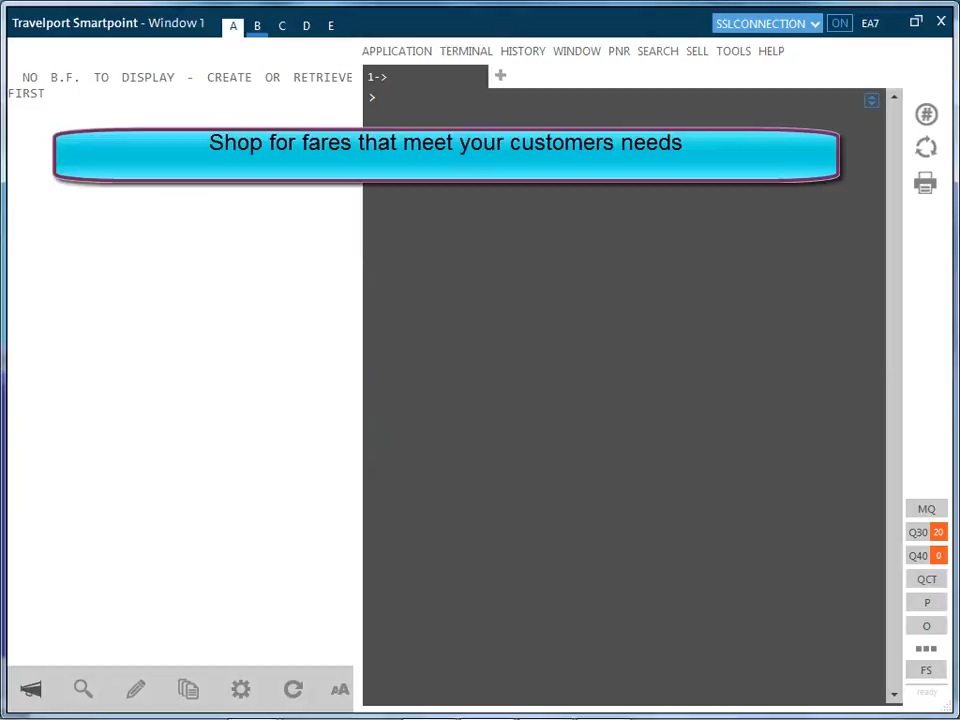 Travelport Smartpoint - Window 1 A B C D E SSLCONNECTION ON EA7
APPLICATION TERMINAL HISTORY WINDOW PNR SEARCH SELL TOOLS HELP
NO B.F. TO DISPLAY - CREATE OR RETRIEVE
FIRST
1->
>
Shop for fares that meet your customers needs
MQ
Q30 20
Q40 0
QCT
P
O
FS
ready
AA